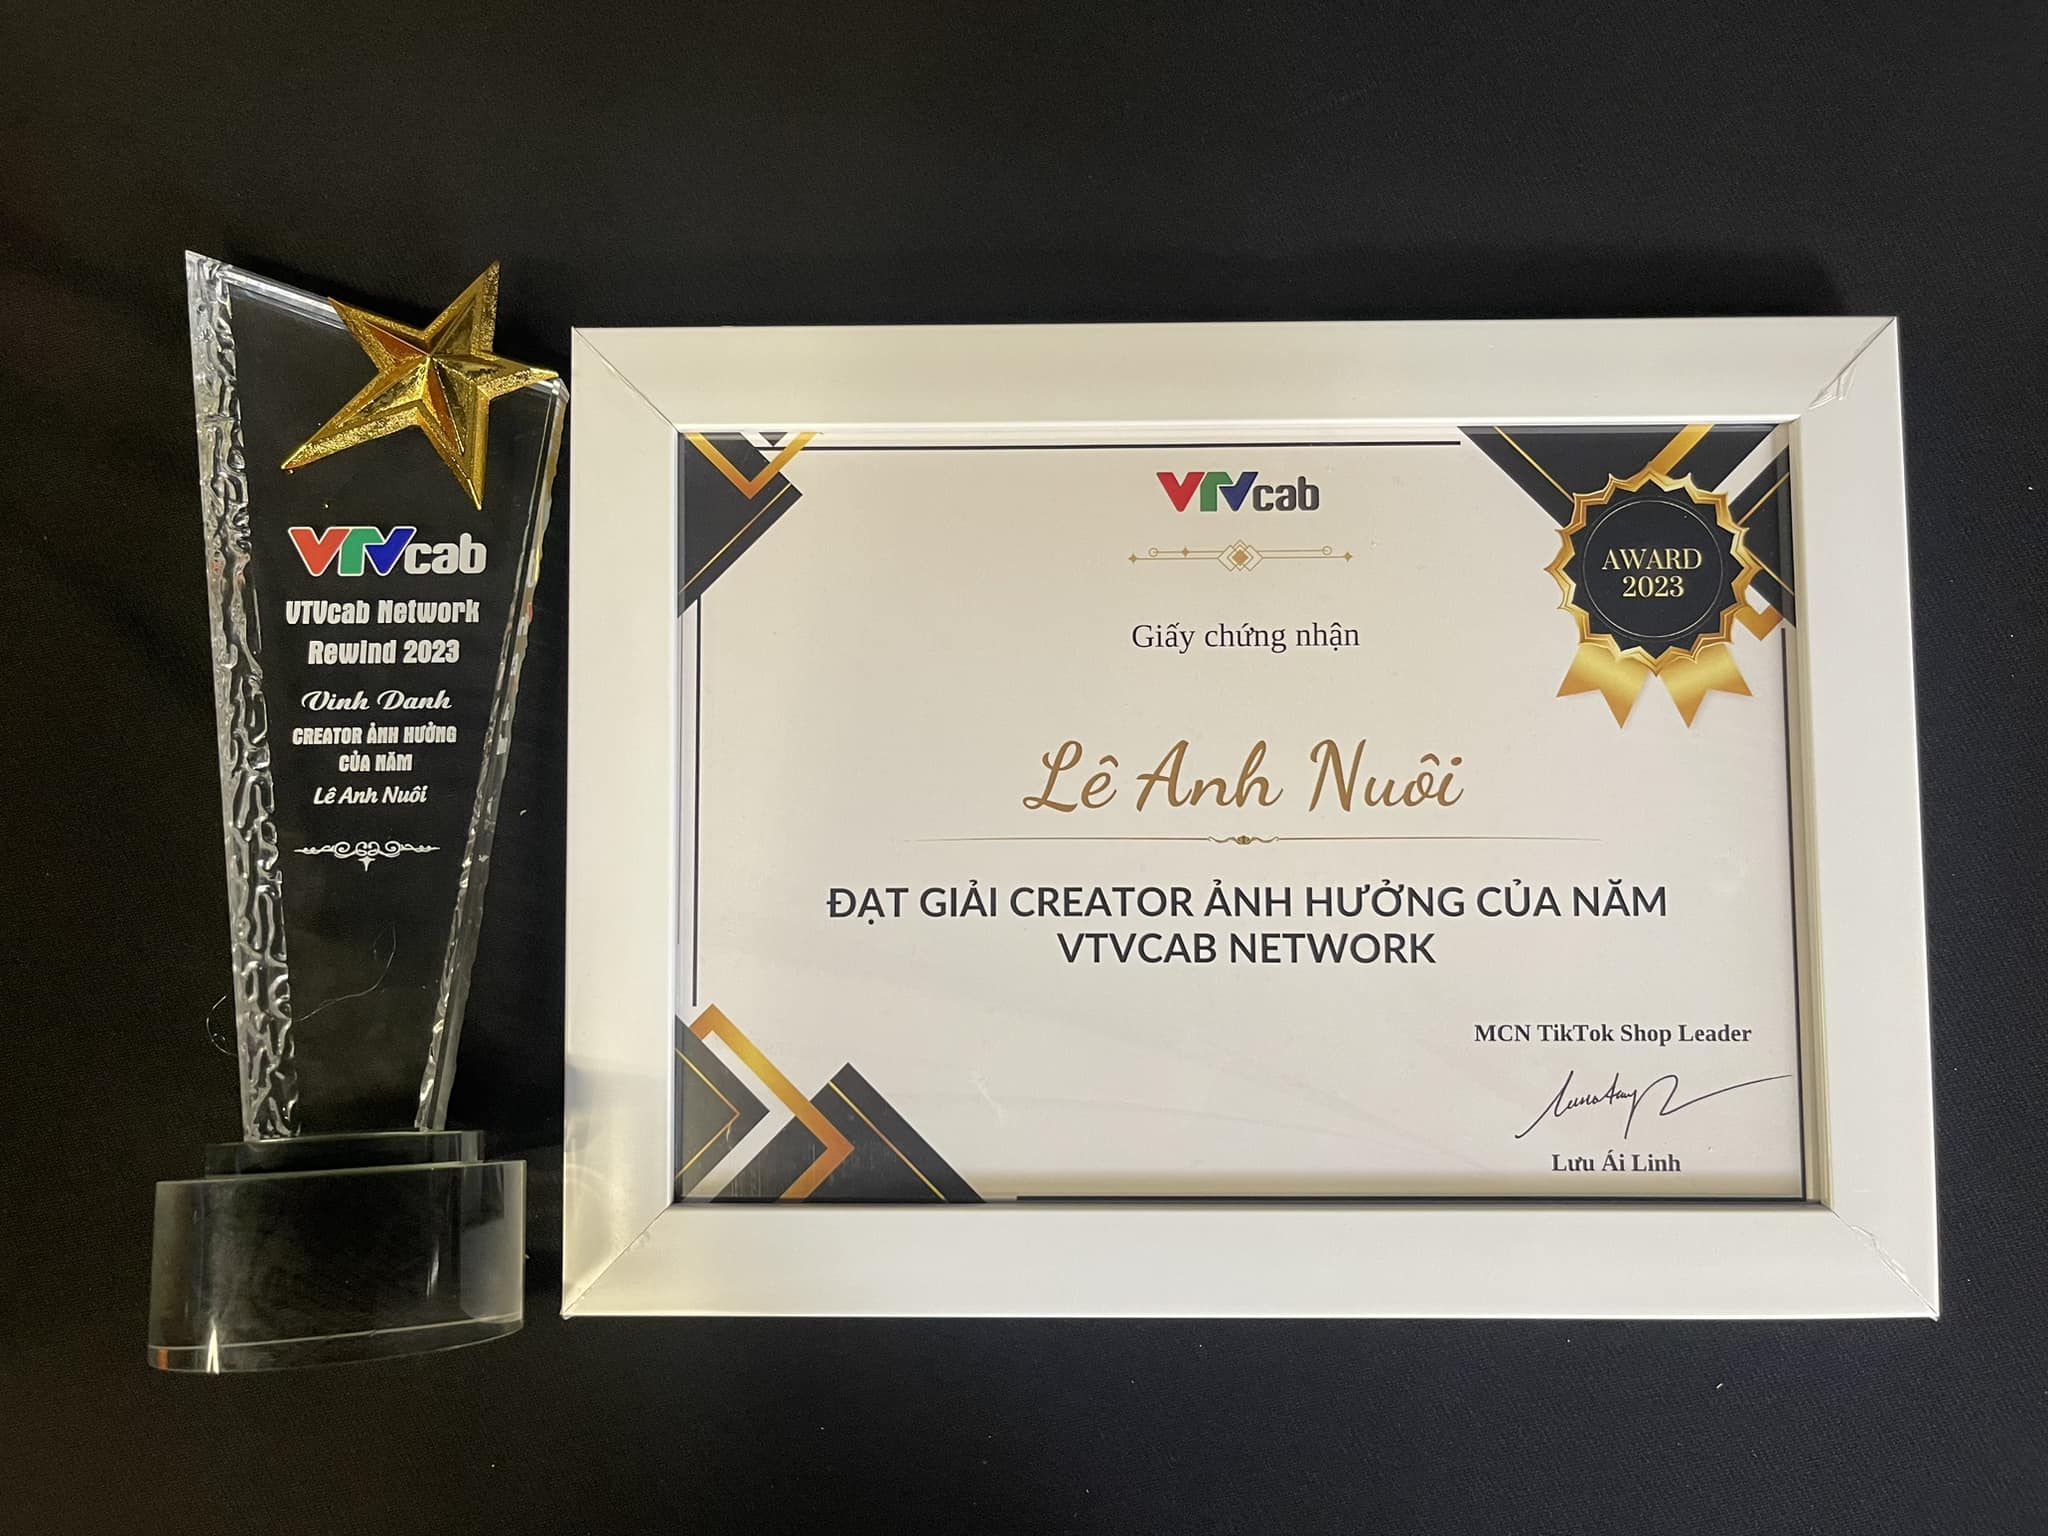 VTVcab
VTVcab Network
Rewind 2023
Vinh Danh
CREATOR ẢNH HƯỞNG
CỦA NĂM
Lê Anh Nuôi
VTVcab
AWARD
2023
Giấy chứng nhận
Lê Anh Nuôi
ĐẠT GIẢI CREATOR ẢNH HƯỞNG CỦA NĂM
VTVCAB NETWORK
MCN TikTok Shop Leader
Lưu Ái Linh